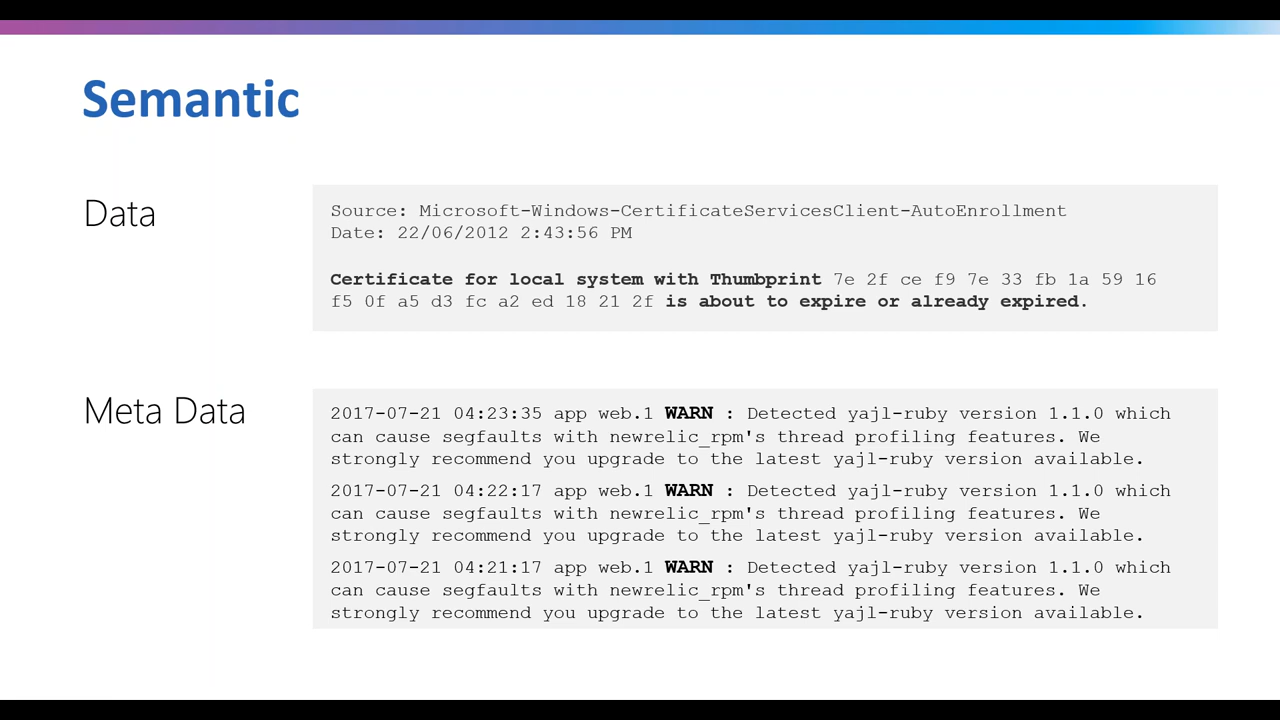 Semantic
Data
Source: Microsoft-Windows-CertificateServicesClient-AutoEnrollment
Date: 22/06/2012 2:43:56 PM
Certificate for local system with Thumbprint 7e 2f ce f9 7e 33 fb 1a 59 16
f5 0f a5 d3 fc a2 ed 18 21 2f is about to expire or already expired.
Meta Data
2017-07-21 04:23:35 app web.1 WARN : Detected yajl-ruby version 1.1.0 which
can cause segfaults with newrelic_rpm's thread profiling features. We
strongly recommend you upgrade to the latest yajl-ruby version available.
2017-07-21 04:22:17 app web.1 WARN : Detected yajl-ruby version 1.1.0 which
can cause segfaults with newrelic_rpm's thread profiling features. We
strongly recommend you upgrade to the latest yajl-ruby version available.
2017-07-21 04:21:17 app web.1 WARN : Detected yajl-ruby version 1.1.0 which
can cause segfaults with newrelic_rpm's thread profiling features. We
strongly recommend you upgrade to the latest yajl-ruby version available.